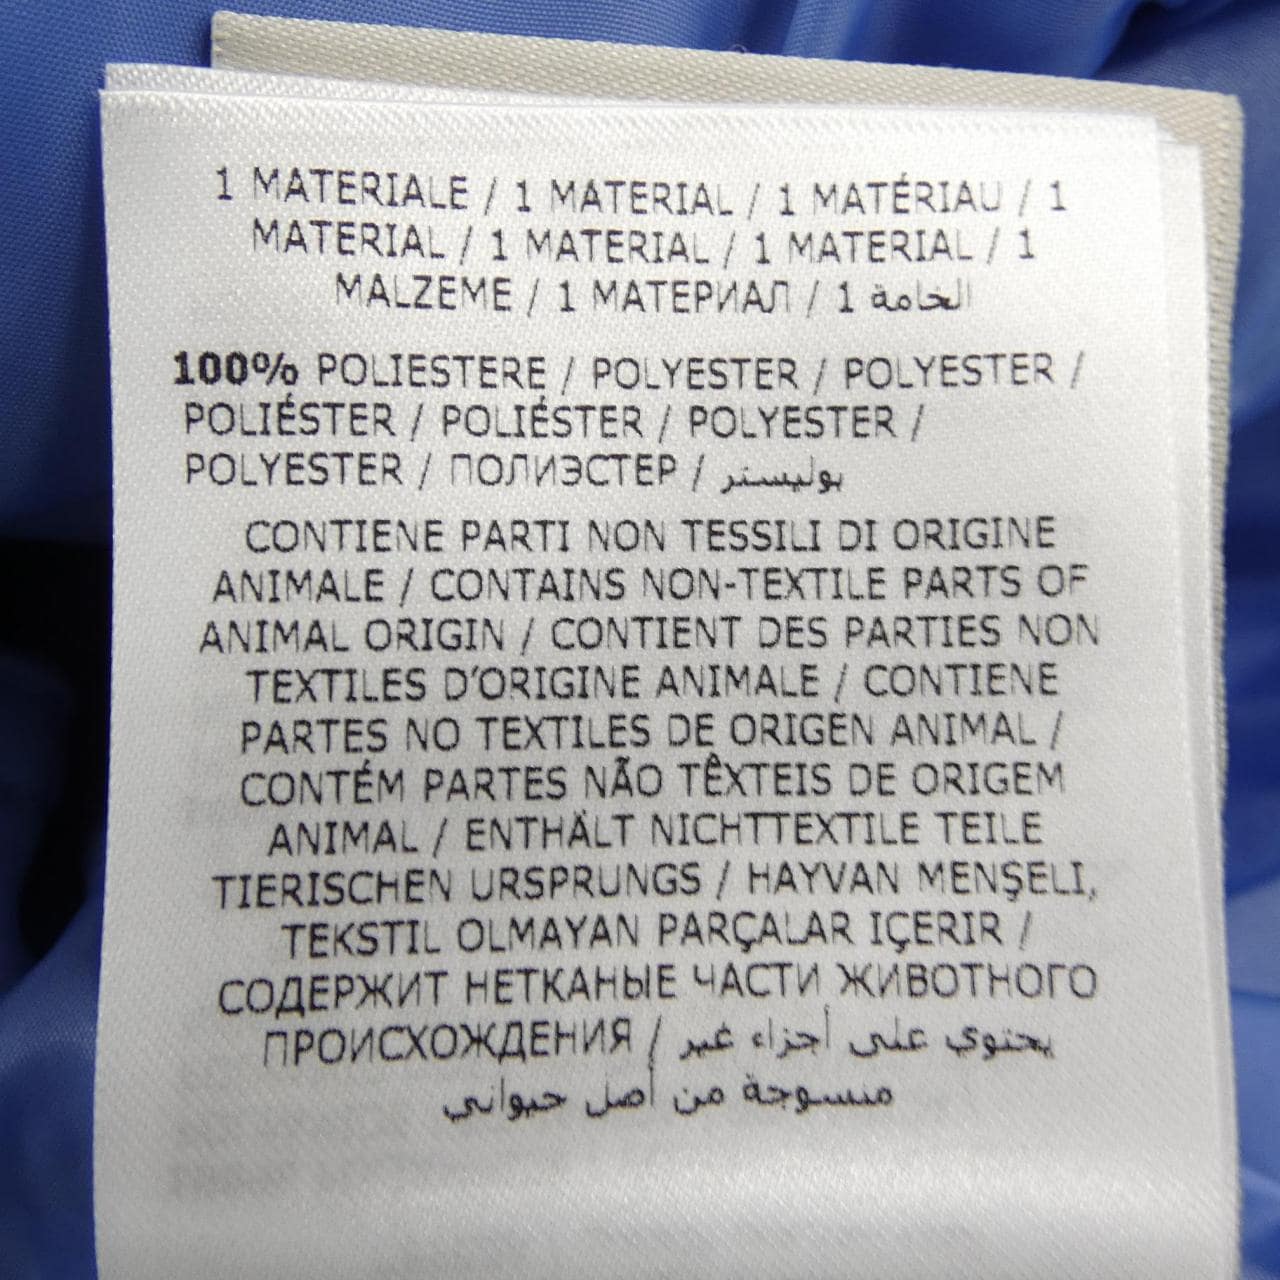 1 MATERIALE / 1 MATERIAL / 1 MATÉRIAU / 1
MATERIAL / 1 MATERIAL / 1 MATERIAL / 1
MALZEME / 1 МАТЕРИАЛ / 1 الخامة
100% POLIESTERE / POLYESTER / POLYESTER /
POLIÉSTER / POLIÉSTER / POLYESTER /
POLYESTER / ПОЛИЭСТЕР / بوليستر
CONTIENE PARTI NON TESSILI DI ORIGINE
ANIMALE / CONTAINS NON-TEXTILE PARTS OF
ANIMAL ORIGIN / CONTIENT DES PARTIES NON
TEXTILES D’ORIGINE ANIMALE / CONTIENE
PARTES NO TEXTILES DE ORIGEN ANIMAL /
CONTÉM PARTES NÃO TÊXTEIS DE ORIGEM
ANIMAL / ENTHÄLT NICHTTEXTILE TEILE
TIERISCHEN URSPRUNGS / HAYVAN MENŞELI,
TEKSTIL OLMAYAN PARÇALAR IÇERIR /
СОДЕРЖИТ НЕТКАНЫЕ ЧАСТИ ЖИВОТНОГО
ПРОИСХОЖДЕНИЯ / يحتوي على أجزاء غير
منسوجة من أصل حيواني